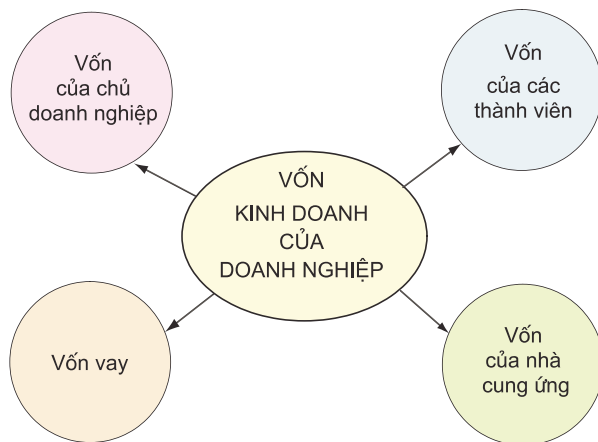 Vốn
của chủ
doanh nghiệp
Vốn
của các
thành viên
VỐN
KINH DOANH
CỦA
DOANH NGHIỆP
Vốn vay
Vốn
của nhà
cung ứng